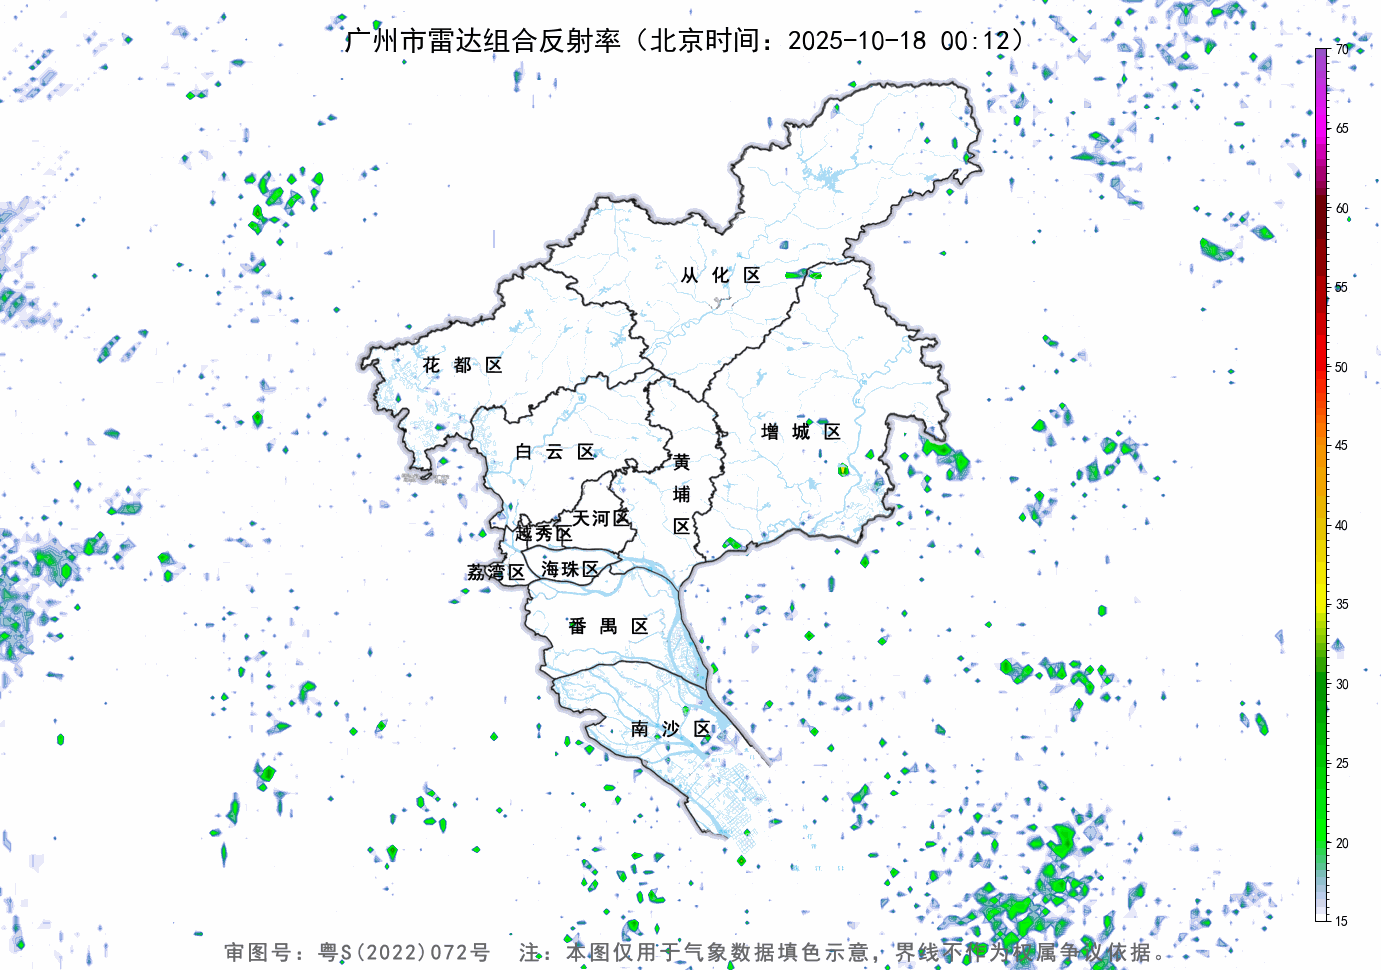 广州市雷达组合反射率（北京时间：2025-10-18 00:12）
70
65
60
55
50
45
40
35
30
25
20
15
从化区
花都区
增城区
白云区
黄埔区
天河区
越秀区
荔湾区
海珠区
番禺区
南沙区
审图号：粤S(2022)072号 注：本图仅用于气象数据填色示意，界线不作为权属争议依据。